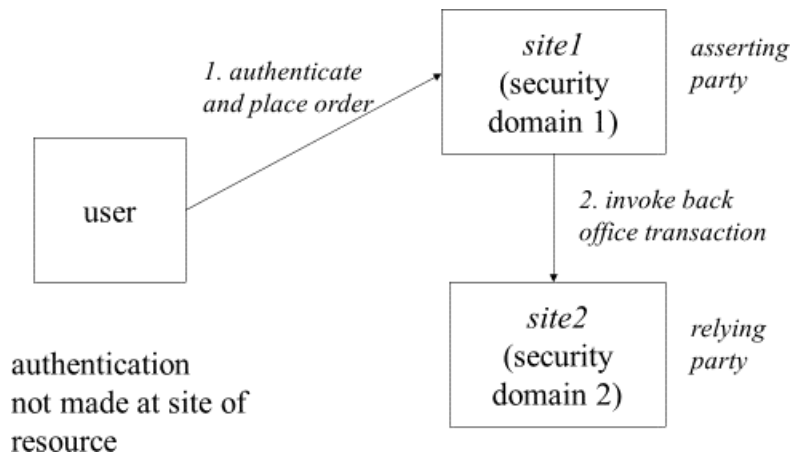 1. authenticate
and place order
site1
(security
domain 1)
asserting
party
user
2. invoke back
office transaction
site2
(security
domain 2)
relying
party
authentication
not made at site of
resource